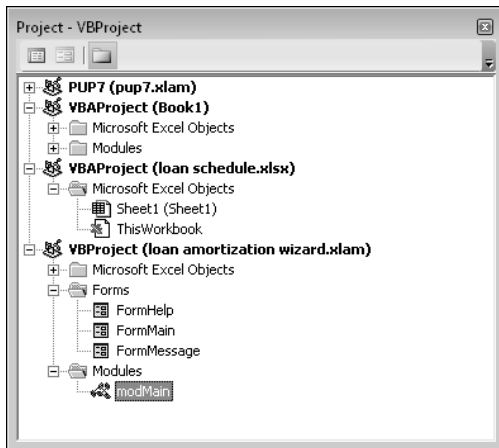 Project - VBProject
PUP7 (pup7.xlam)
VBAProject (Book1)
Microsoft Excel Objects
Modules
VBAProject (loan schedule.xlsx)
Microsoft Excel Objects
Sheet1 (Sheet1)
ThisWorkbook
VBProject (loan amortization wizard.xlam)
Microsoft Excel Objects
Forms
FormHelp
FormMain
FormMessage
Modules
modMain